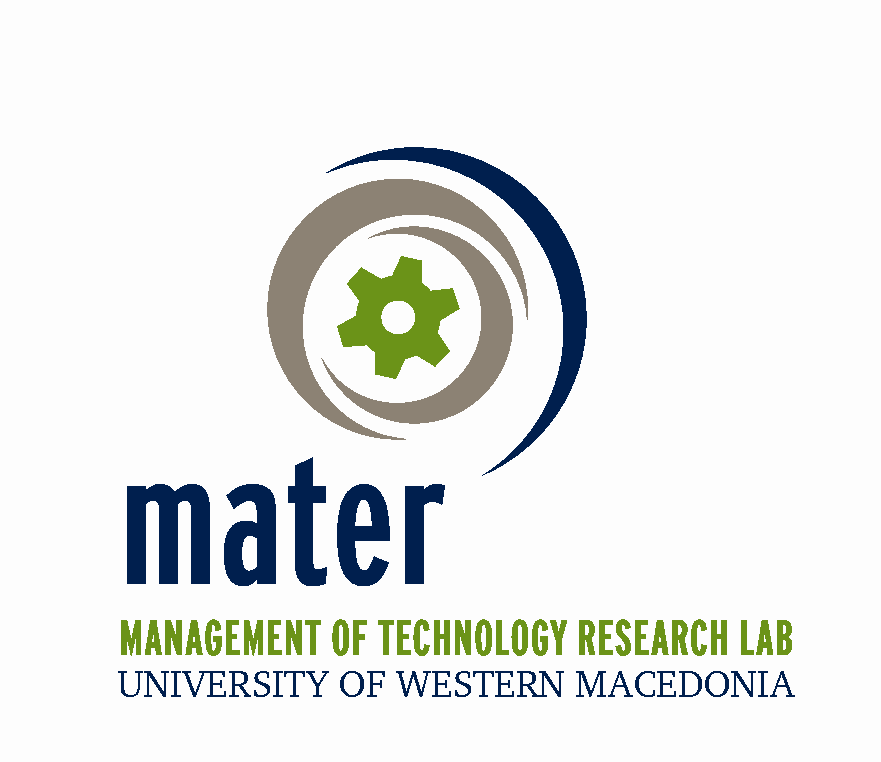 mater
MANAGEMENT OF TECHNOLOGY RESEARCH LAB
UNIVERSITY OF WESTERN MACEDONIA